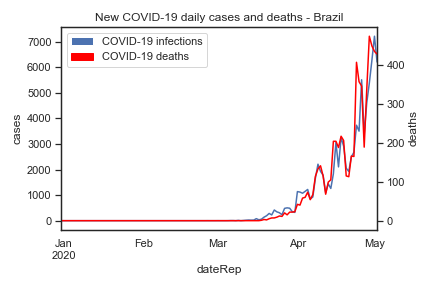 New COVID-19 daily cases and deaths - Brazil
COVID-19 infections
COVID-19 deaths
7000
6000
5000
4000
3000
2000
1000
0
cases
400
300
200
100
0
deaths
Jan Feb Mar Apr May
2020
dateRep